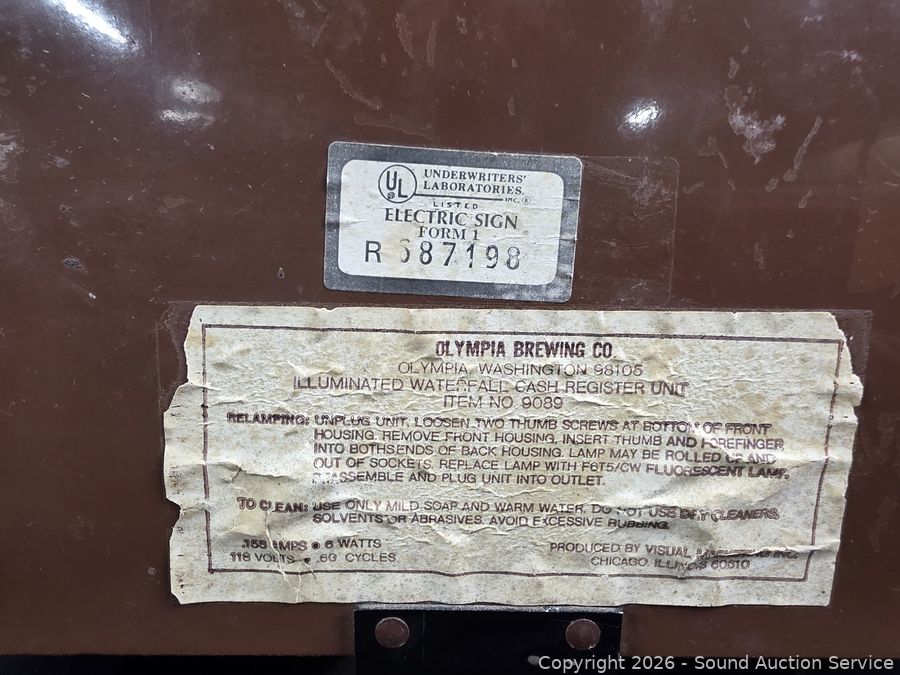 UL
UNDERWRITERS'
LABORATORIES
INC. ®
LISTED
ELECTRIC SIGN
FORM 1
R 687198
OLYMPIA BREWING CO
OLYMPIA, WASHINGTON 98105
ILLUMINATED WATERFALL CASH REGISTER UNIT
ITEM NO. 9089
RELAMPING: UNPLUG UNIT, LOOSEN TWO THUMB SCREWS AT BOTTOM OF FRONT
HOUSING. REMOVE FRONT HOUSING, INSERT THUMB AND FOREFINGER
INTO BOTHSENDS OF BACK HOUSING. LAMP MAY BE ROLLED UP AND
OUT OF SOCKETS. REPLACE LAMP WITH F6T5/CW FLUORESCENT LAMP.
REASSEMBLE AND PLUG UNIT INTO OUTLET.
TO CLEAN: USE ONLY MILD SOAP AND WARM WATER. DO NOT USE DRY CLEANERS,
SOLVENTS OR ABRASIVES. AVOID EXCESSIVE RUBBING.
.155 AMPS • 6 WATTS
118 VOLTS • 60 CYCLES
PRODUCED BY VISUAL INC.
CHICAGO, ILLINOIS 60610
Copyright 2026 - Sound Auction Service